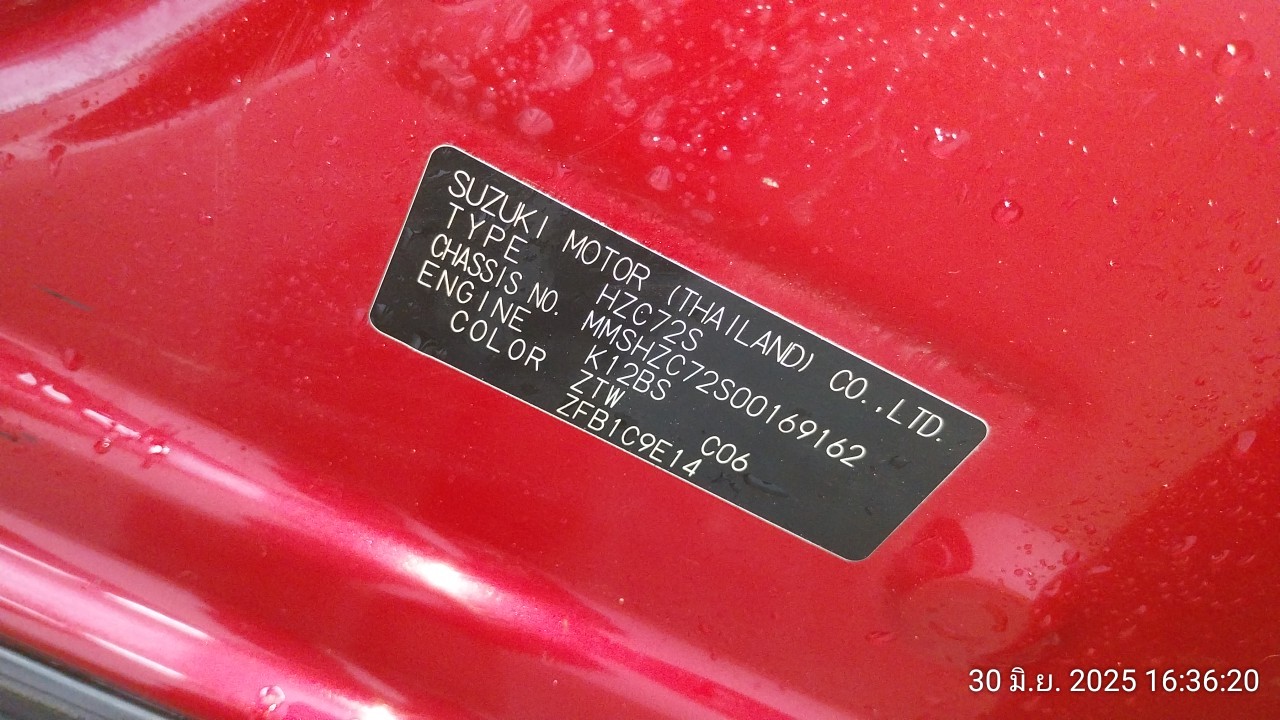 SUZUKI MOTOR (THAILAND) CO.,LTD.
TYPE HZC72S
CHASSIS NO. MMSHZC72S00169162
ENGINE K12BS
COLOR ZTW C06
ZFB1C9E14
30 มิ.ย. 2025 16:36:20